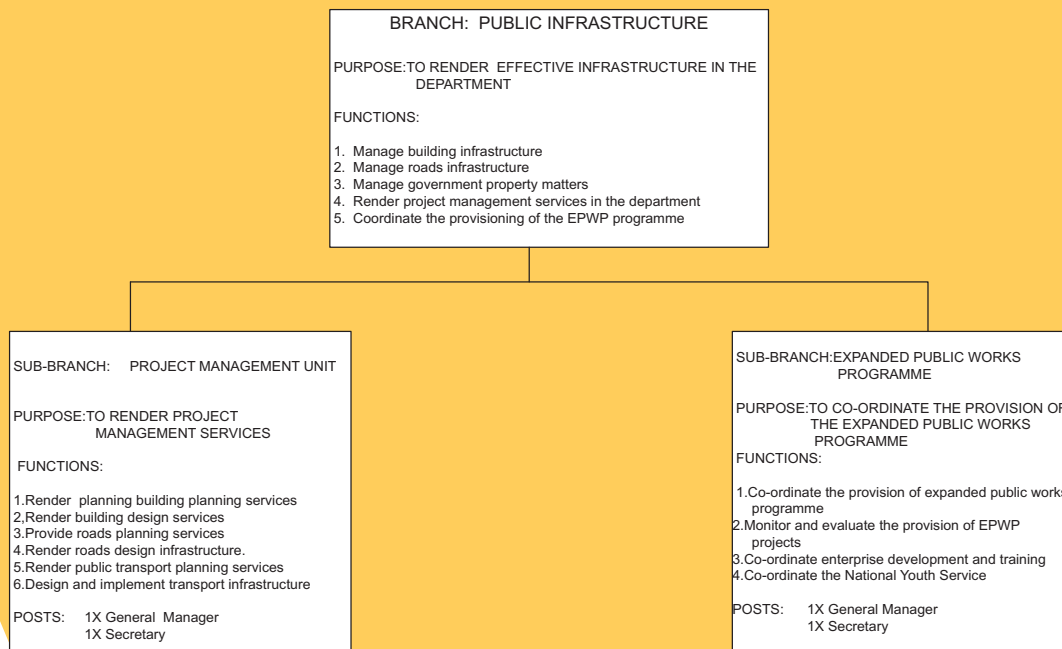 BRANCH: PUBLIC INFRASTRUCTURE
PURPOSE:TO RENDER EFFECTIVE INFRASTRUCTURE IN THE
DEPARTMENT
FUNCTIONS:
1. Manage building infrastructure
2. Manage roads infrastructure
3. Manage government property matters
4. Render project management services in the department
5. Coordinate the provisioning of the EPWP programme
SUB-BRANCH: PROJECT MANAGEMENT UNIT
PURPOSE:TO RENDER PROJECT
MANAGEMENT SERVICES
FUNCTIONS:
1.Render planning building planning services
2,Render building design services
3.Provide roads planning services
4.Render roads design infrastructure.
5.Render public transport planning services
6.Design and implement transport infrastructure
POSTS: 1X General Manager
1X Secretary
SUB-BRANCH:EXPANDED PUBLIC WORKS
PROGRAMME
PURPOSE:TO CO-ORDINATE THE PROVISION OF
THE EXPANDED PUBLIC WORKS
PROGRAMME
FUNCTIONS:
1.Co-ordinate the provision of expanded public works
programme
2.Monitor and evaluate the provision of EPWP
projects
3.Co-ordinate enterprise development and training
4.Co-ordinate the National Youth Service
POSTS: 1X General Manager
1X Secretary